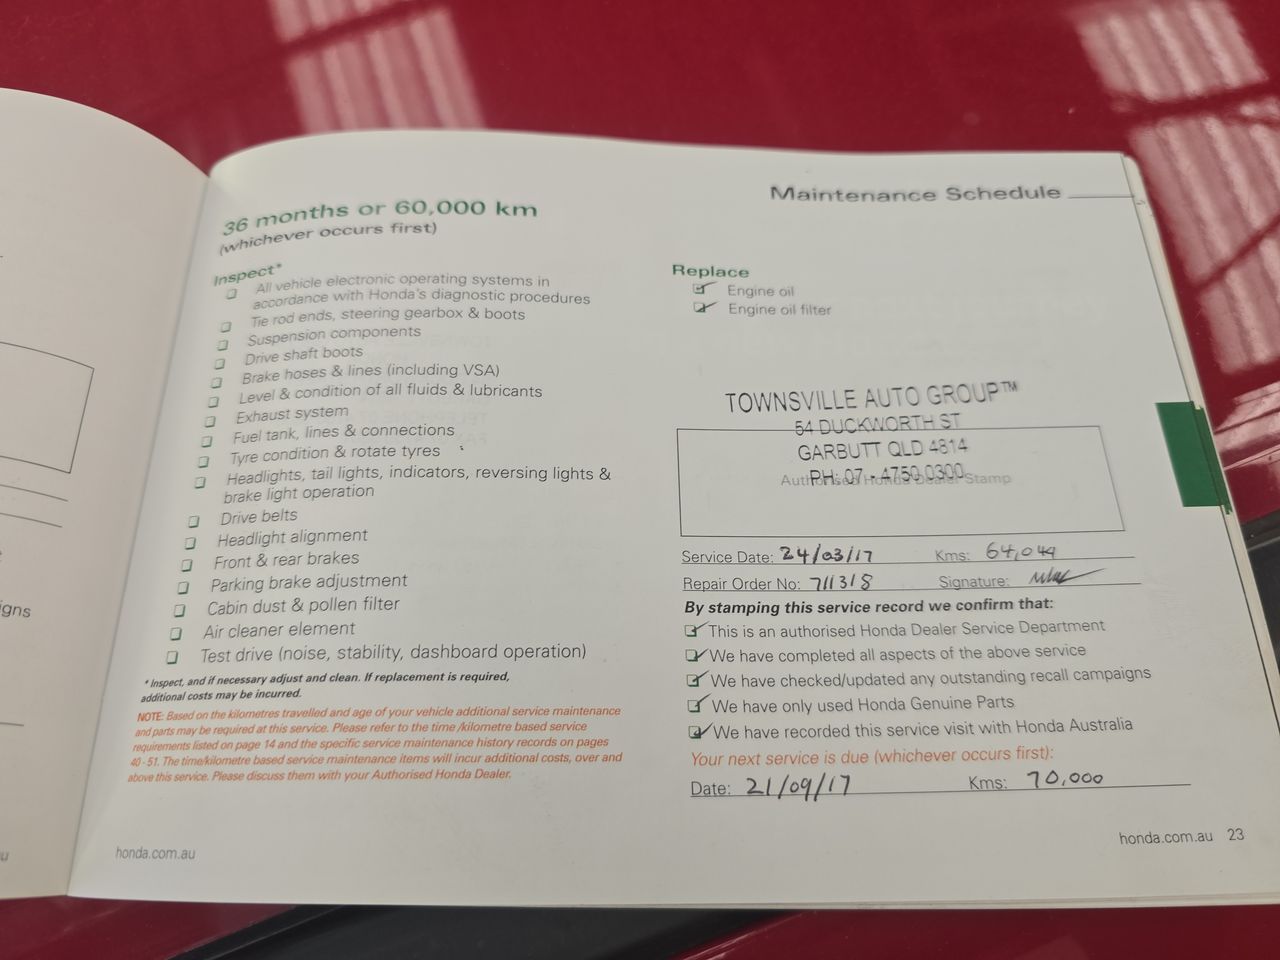 36 months or 60,000 km
(whichever occurs first)
Inspect*
All vehicle electronic operating systems in
accordance with Honda's diagnostic procedures
Tie rod ends, steering gearbox & boots
Suspension components
Drive shaft boots
Brake hoses & lines (including VSA)
Level & condition of all fluids & lubricants
Exhaust system
Fuel tank, lines & connections
Tyre condition & rotate tyres
Headlights, tail lights, indicators, reversing lights &
brake light operation
Drive belts
Headlight alignment
Front & rear brakes
Parking brake adjustment
Cabin dust & pollen filter
Air cleaner element
Test drive (noise, stability, dashboard operation)
* Inspect, and if necessary adjust and clean. If replacement is required,
additional costs may be incurred.
NOTE: Based on the kilometres travelled and age of your vehicle additional service maintenance
and parts may be required at this service. Please refer to the time /kilometre based service
requirements listed on page 14 and the specific service maintenance history records on pages
40 - 51. The time/kilometre based service maintenance items will incur additional costs, over and
above this service. Please discuss them with your Authorised Honda Dealer.
honda.com.au
Maintenance Schedule
Replace
Engine oil
Engine oil filter
TOWNSVILLE AUTO GROUP™
54 DUCKWORTH ST
GARBUTT QLD 4814
PH: 07 - 4750 0300
Authorised Honda Dealer Stamp
Service Date: 24/03/17 Kms: 64,049
Repair Order No: 711318 Signature:
By stamping this service record we confirm that:
This is an authorised Honda Dealer Service Department
We have completed all aspects of the above service
We have checked/updated any outstanding recall campaigns
We have only used Honda Genuine Parts
We have recorded this service visit with Honda Australia
Your next service is due (whichever occurs first):
Date: 21/09/17 Kms: 70,000
honda.com.au 23
igns
u